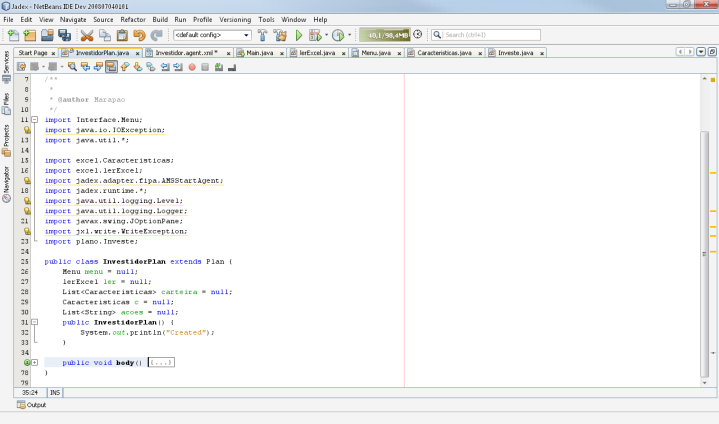 Jadex - NetBeans IDE Dev 200807040101
File Edit View Navigate Source Refactor Build Run Profile Versioning Tools Window Help
<default config> 40,1/98,4MB Search (Ctrl+I)
Start Page InvestidorPlan.java Investidor.agent.xml * Main.java lerExcel.java Menu.java Caracteristicas.java Investe.java
Services
Files
Projects
Navigator
7 /**
8 *
9 * @author Marapao
10 */
11 import Interface.Menu;
import java.io.IOException;
13 import java.util.*;
14
15 import excel.Caracteristicas;
16 import excel.lerExcel;
import jadex.adapter.fipa.AMSStartAgent;
18 import jadex.runtime.*;
import java.util.logging.Level;
import java.util.logging.Logger;
21 import javax.swing.JOptionPane;
import jxl.write.WriteException;
23 import plano.Investe;
24
25 public class InvestidorPlan extends Plan {
26 Menu menu = null;
27 lerExcel ler = null;
28 List<Caracteristicas> carteira = null;
29 Caracteristicas c = null;
30 List<String> acoes = null;
31 public InvestidorPlan() {
32 System.out.println("Created");
33 }
34
public void body() {...}
78 }
79
35:24 INS
Output